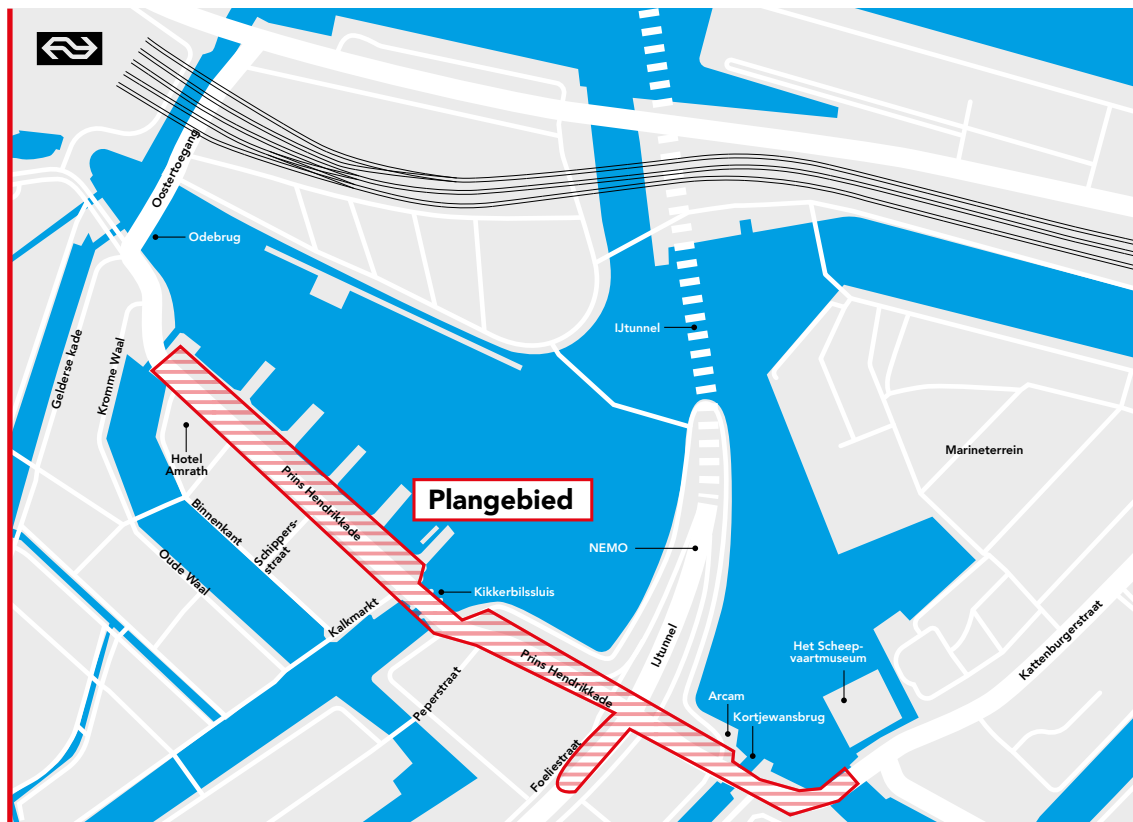 Oostertoegang
Odebrug
IJtunnel
Gelderse kade
Kromme Waal
Hotel
Amrath
Marineterrein
Prins Hendrikkade
Plangebied
Binnenkant
Schippers-
straat
Oude Waal
NEMO
Kikkerbilssluis
Kalkmarkt
Kattenburgerstraat
Het Scheep-
vaartmuseum
IJtunnel
Prins Hendrikkade
Peperstraat
Arcam
Kortjewansbrug
Foeliestraat